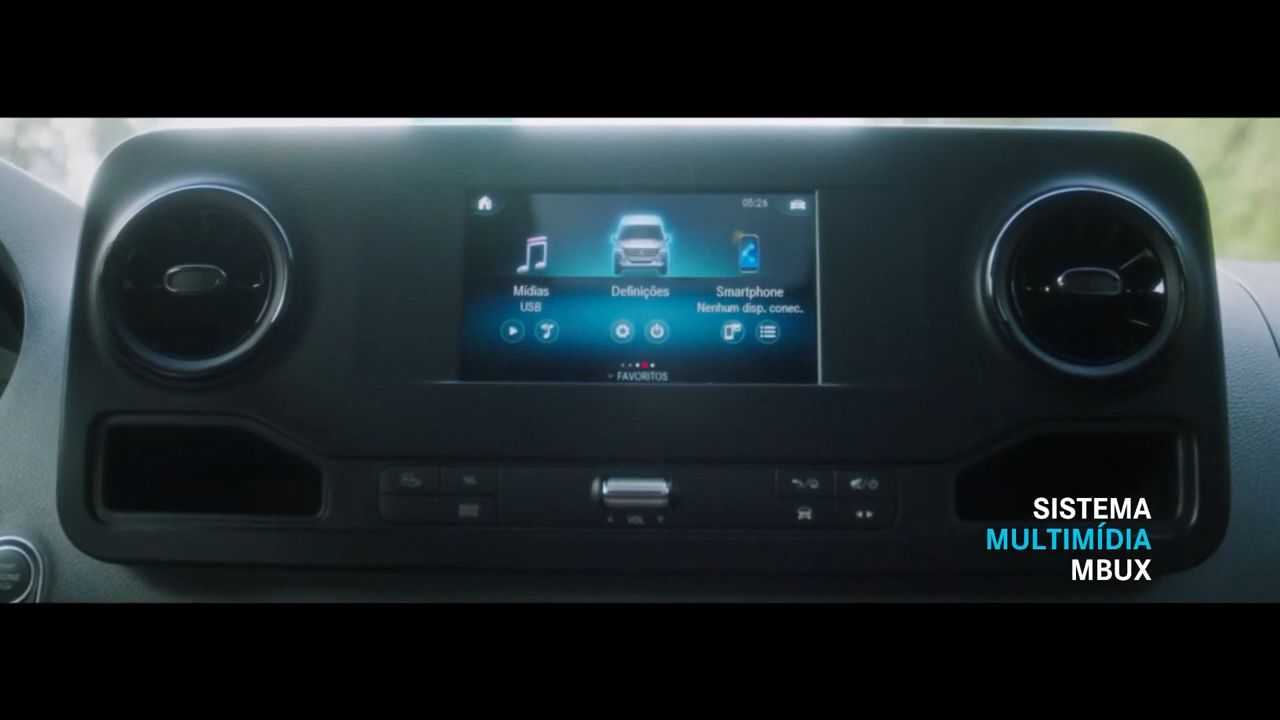 05:26
Mídias
Definições
Smartphone
USB
Nenhum disp. conec.
FAVORITOS
VOL
SISTEMA
MULTIMÍDIA
MBUX